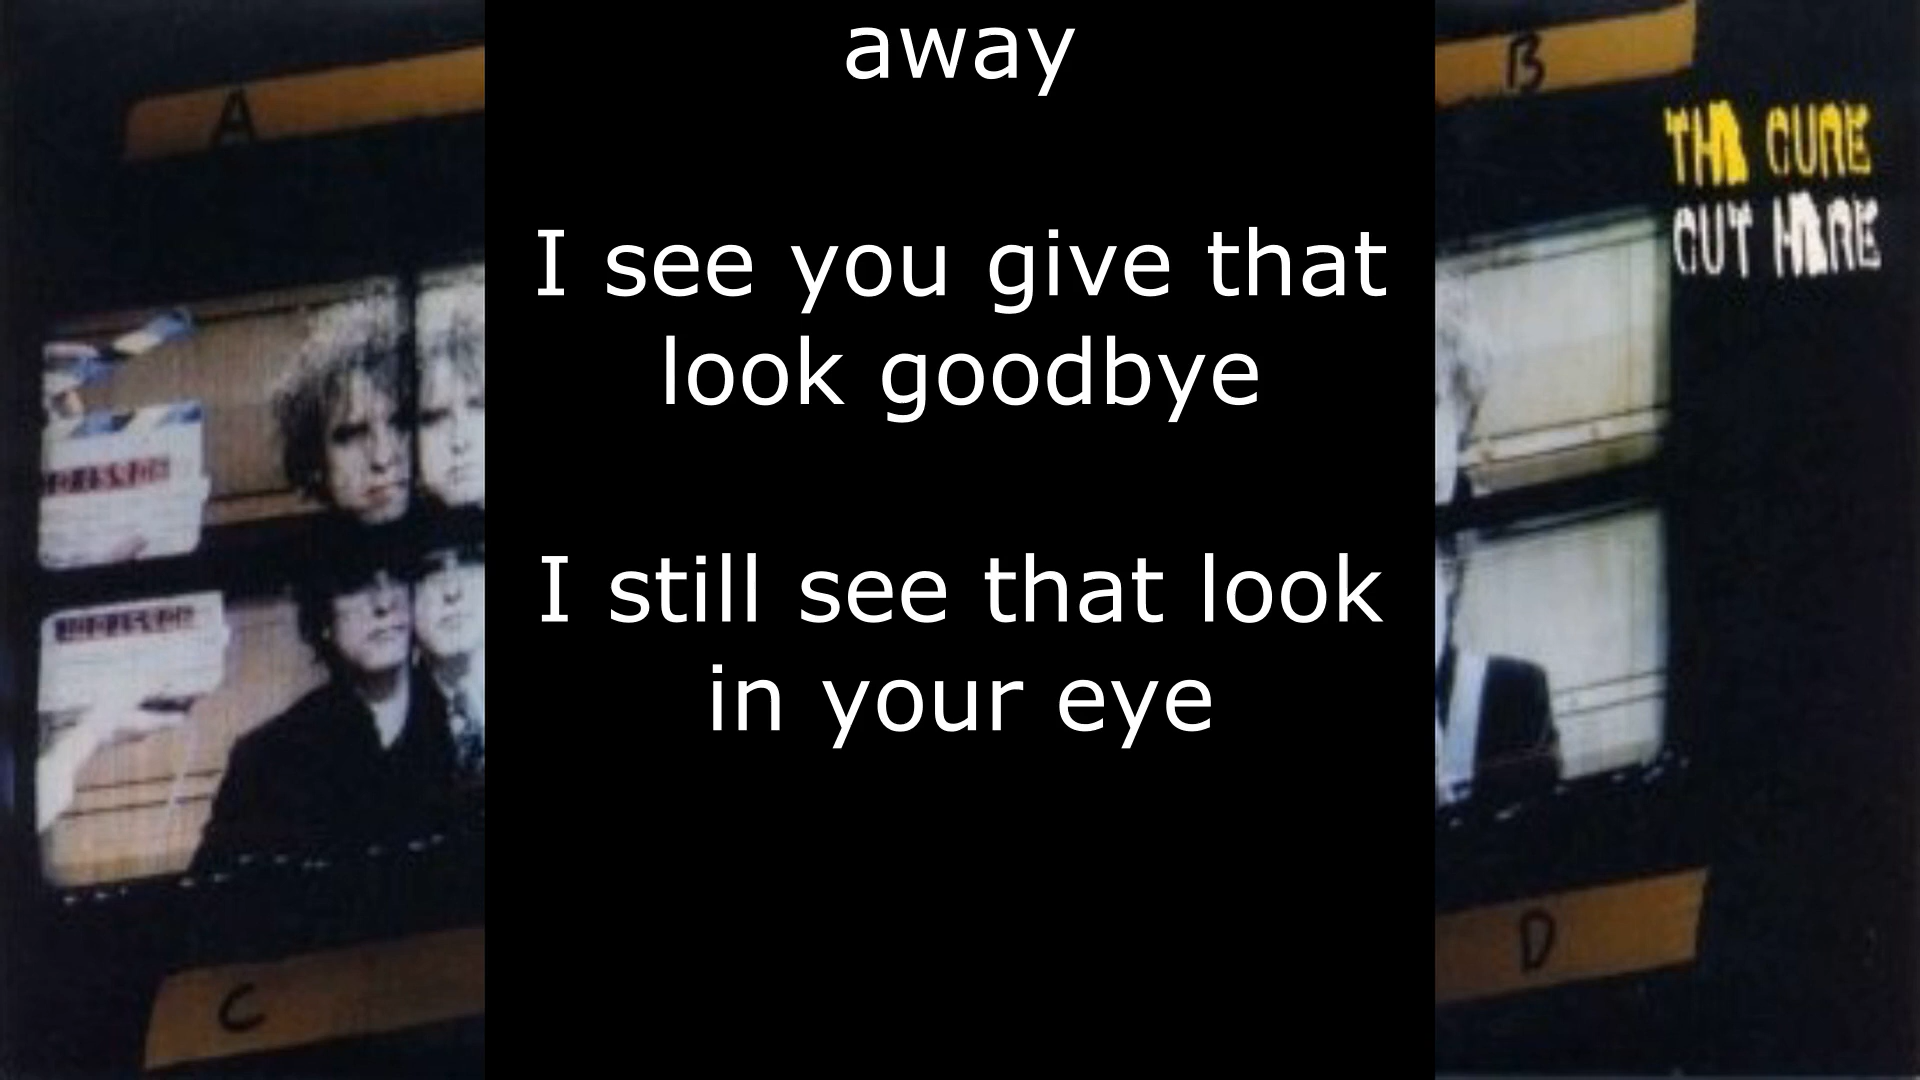 away
I see you give that
look goodbye
I still see that look
in your eye
A
B
THE CURE
CUT HERE
C
D